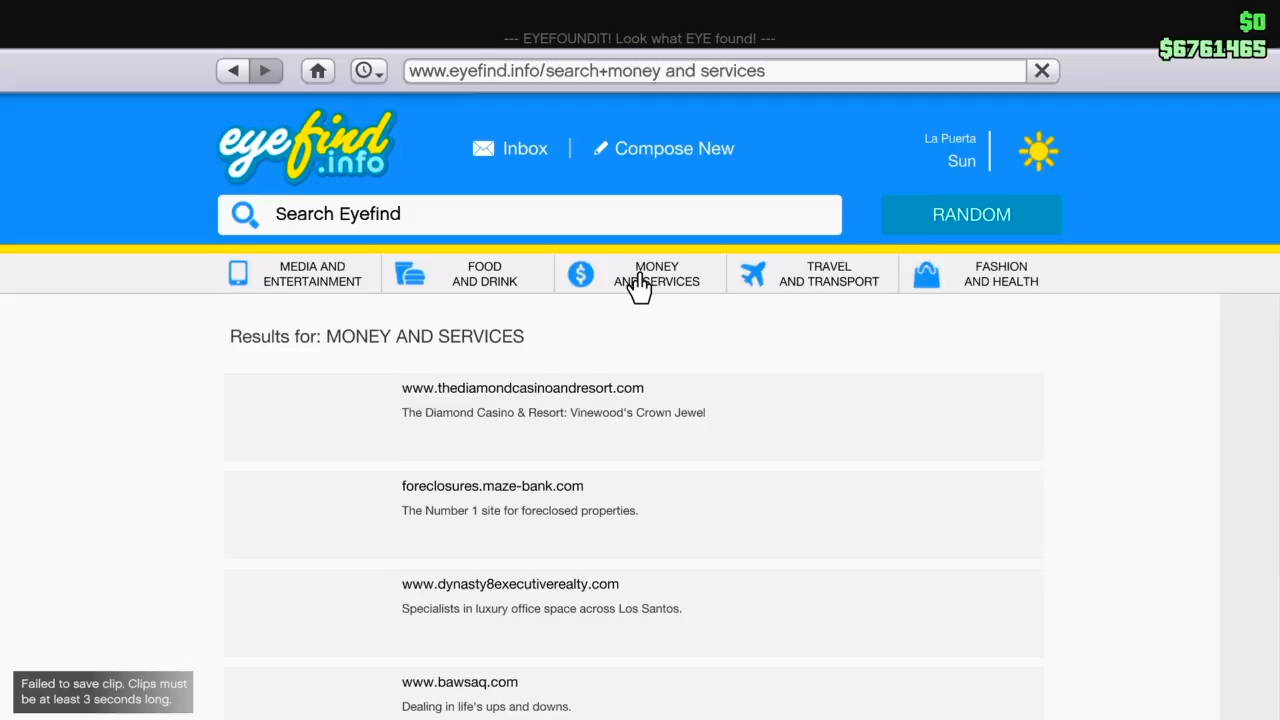 $0
--- EYEFOUNDIT! Look what EYE found! ---
$6761465
www.eyefind.info/search+money and services
eyefind.info
Inbox
Compose New
La Puerta
Sun
Search Eyefind
RANDOM
MEDIA AND ENTERTAINMENT
FOOD AND DRINK
MONEY AND SERVICES
TRAVEL AND TRANSPORT
FASHION AND HEALTH
Results for: MONEY AND SERVICES
www.thediamondcasinoandresort.com
The Diamond Casino & Resort: Vinewood's Crown Jewel
foreclosures.maze-bank.com
The Number 1 site for foreclosed properties.
www.dynasty8executiverealty.com
Specialists in luxury office space across Los Santos.
www.bawsaq.com
Dealing in life's ups and downs.
Failed to save clip. Clips must
be at least 3 seconds long.